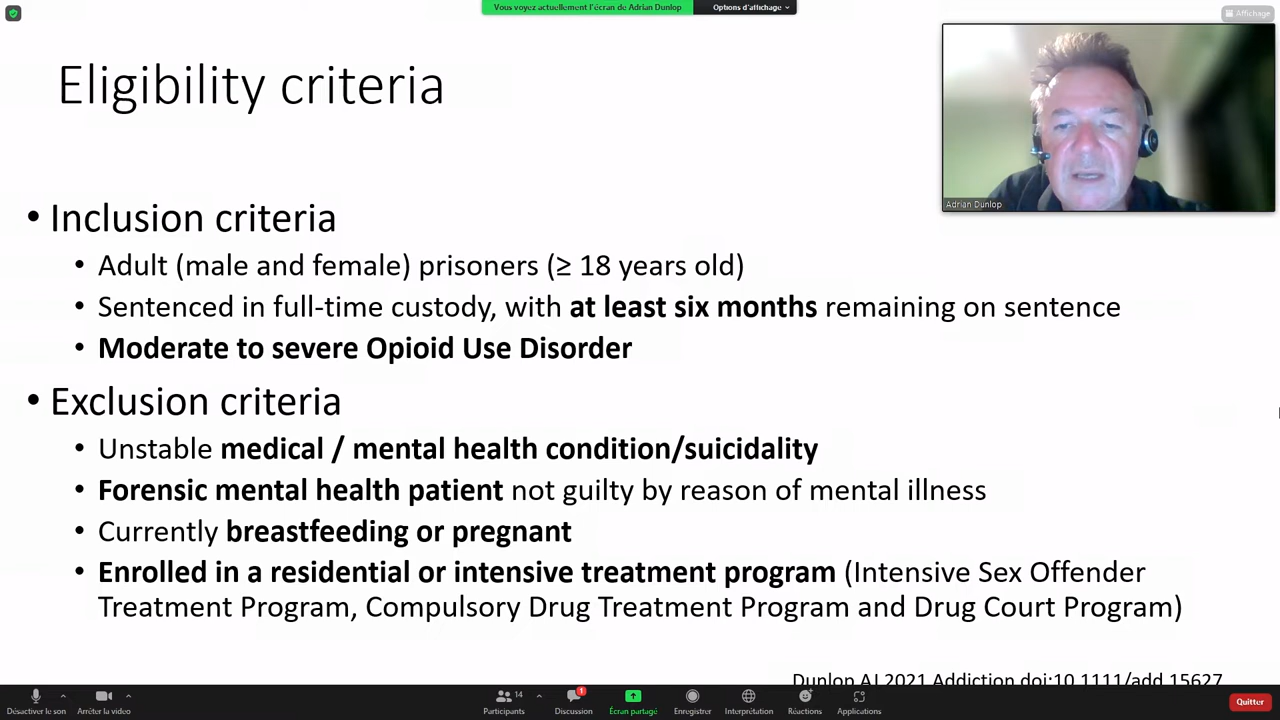 Vous voyez actuellement l'écran de Adrian Dunlop
Options d'affichage
Affichage
Eligibility criteria
Adrian Dunlop
• Inclusion criteria
• Adult (male and female) prisoners (≥ 18 years old)
• Sentenced in full-time custody, with at least six months remaining on sentence
• Moderate to severe Opioid Use Disorder
• Exclusion criteria
• Unstable medical / mental health condition/suicidality
• Forensic mental health patient not guilty by reason of mental illness
• Currently breastfeeding or pregnant
• Enrolled in a residential or intensive treatment program (Intensive Sex Offender
Treatment Program, Compulsory Drug Treatment Program and Drug Court Program)
Dunlop AJ 2021 Addiction doi:10.1111/add.15627
14
1
Désactiver le son
Arrêter la vidéo
Participants
Discussion
Écran partagé
Enregistrer
Interprétation
Réactions
Applications
Quitter